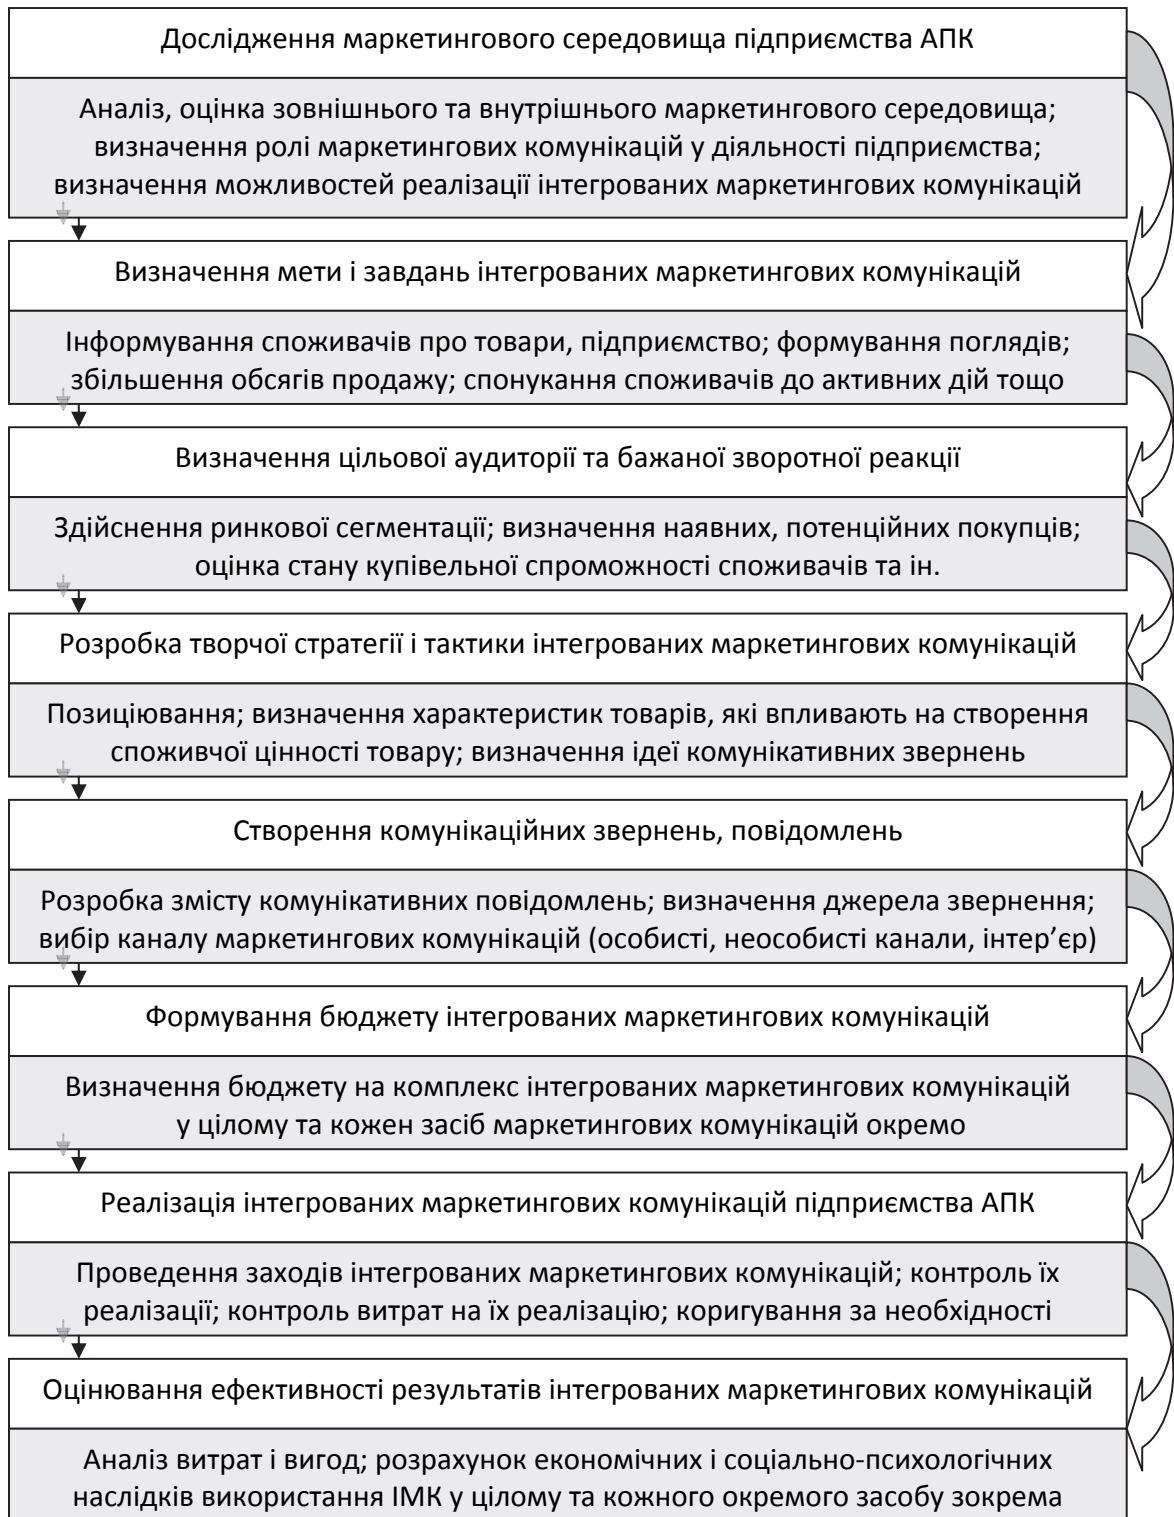 Дослідження маркетингового середовища підприємства АПК
Аналіз, оцінка зовнішнього та внутрішнього маркетингового середовища;
визначення ролі маркетингових комунікацій у діяльності підприємства;
визначення можливостей реалізації інтегрованих маркетингових комунікацій
Визначення мети і завдань інтегрованих маркетингових комунікацій
Інформування споживачів про товари, підприємство; формування поглядів;
збільшення обсягів продажу; спонукання споживачів до активних дій тощо
Визначення цільової аудиторії та бажаної зворотної реакції
Здійснення ринкової сегментації; визначення наявних, потенційних покупців;
оцінка стану купівельної спроможності споживачів та ін.
Розробка творчої стратегії і тактики інтегрованих маркетингових комунікацій
Позиціювання; визначення характеристик товарів, які впливають на створення
споживчої цінності товару; визначення ідеї комунікативних звернень
Створення комунікаційних звернень, повідомлень
Розробка змісту комунікативних повідомлень; визначення джерела звернення;
вибір каналу маркетингових комунікацій (особисті, неособисті канали, інтер’єр)
Формування бюджету інтегрованих маркетингових комунікацій
Визначення бюджету на комплекс інтегрованих маркетингових комунікацій
у цілому та кожен засіб маркетингових комунікацій окремо
Реалізація інтегрованих маркетингових комунікацій підприємства АПК
Проведення заходів інтегрованих маркетингових комунікацій; контроль їх
реалізації; контроль витрат на їх реалізацію; коригування за необхідності
Оцінювання ефективності результатів інтегрованих маркетингових комунікацій
Аналіз витрат і вигод; розрахунок економічних і соціально-психологічних
наслідків використання ІМК у цілому та кожного окремого засобу зокрема